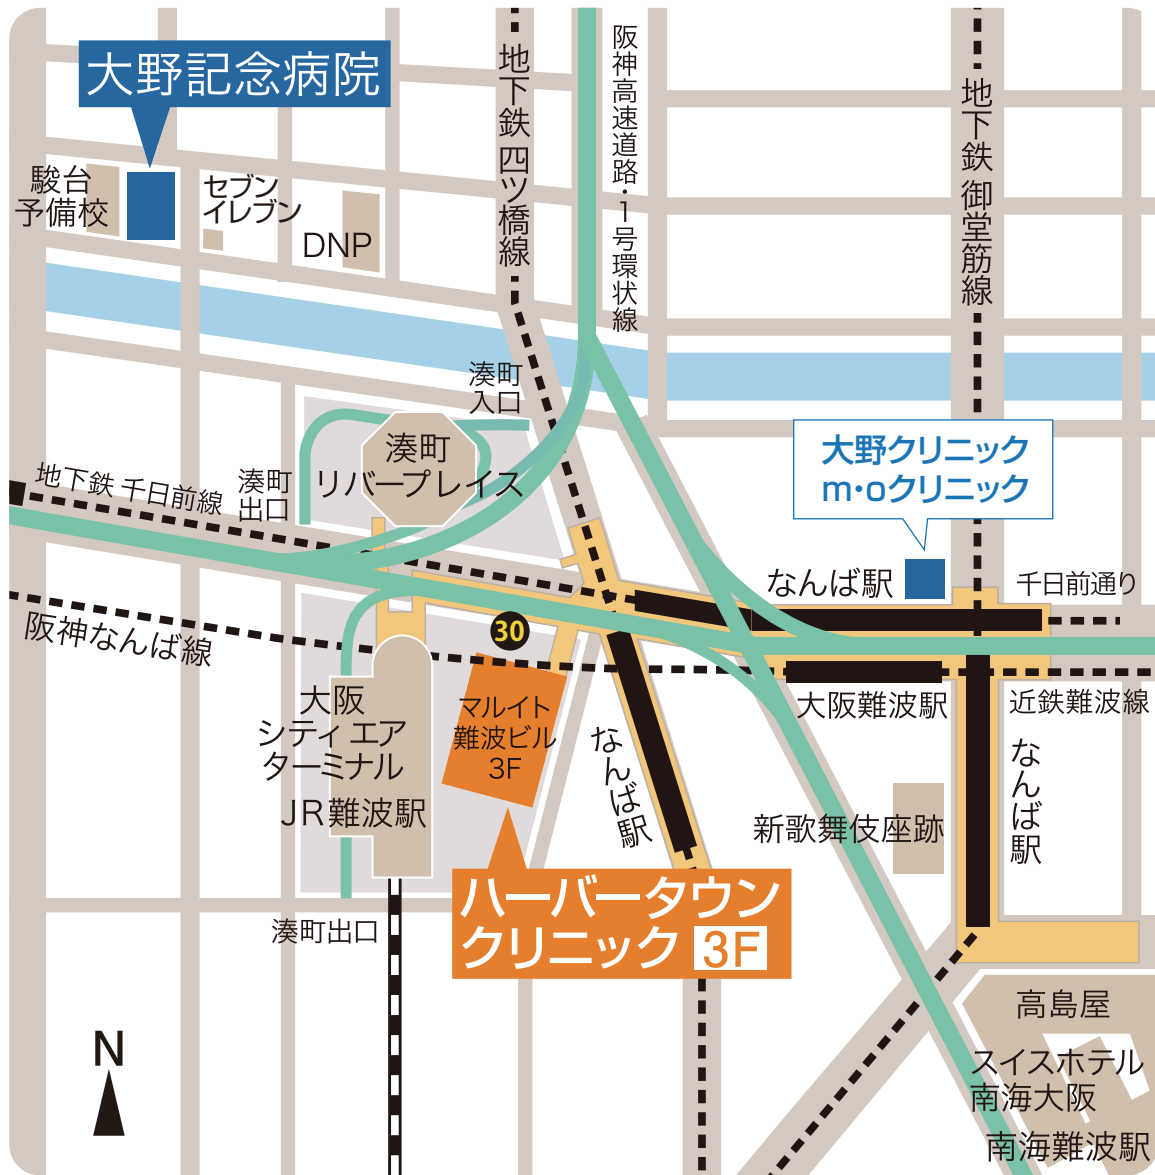 大野記念病院
駿台
予備校
セブン
イレブン
DNP
地下鉄 四ツ橋線
阪神高速道路・1号環状線
地下鉄 御堂筋線
湊町
入口
湊町
リバープレイス
地下鉄 千日前線
湊町
出口
大野クリニック
m・oクリニック
なんば駅
千日前通り
阪神なんば線
30
大阪
シティ エア
ターミナル
JR難波駅
マルイト
難波ビル
3F
なんば駅
大阪難波駅
近鉄難波線
なんば駅
新歌舞伎座跡
ハーバータウン
クリニック 3F
湊町出口
N
高島屋
スイスホテル
南海大阪
南海難波駅